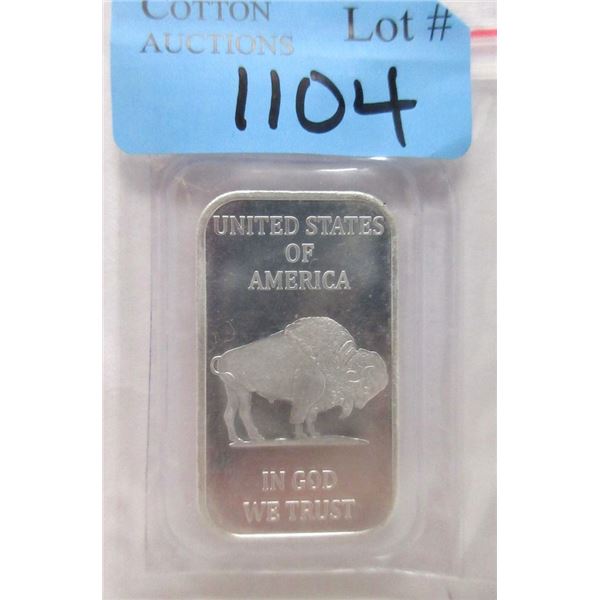 COTTON
AUCTIONS
Lot #
1104
UNITED STATES
OF
AMERICA
IN GOD
WE TRUST